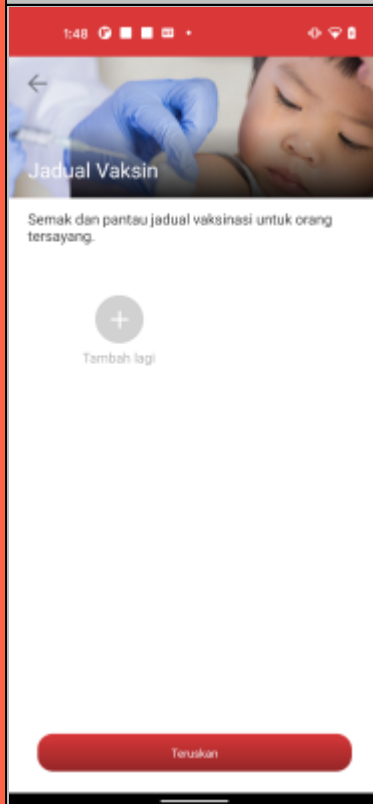 1:48
Jadual Vaksin
Semak dan pantau jadual vaksinasi untuk orang
tersayang.
Tambah lagi
Teruskan